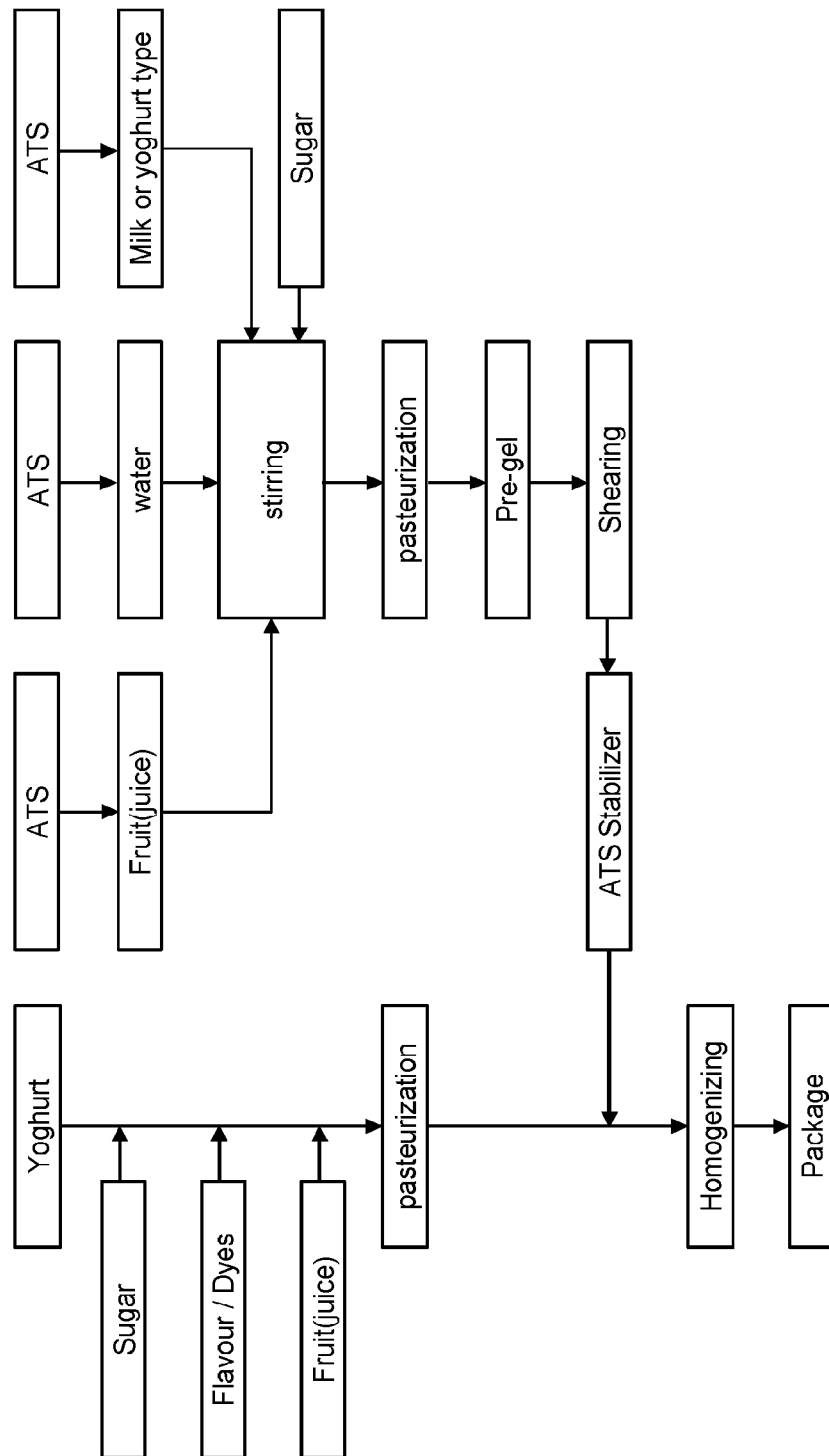 Yoghurt
Sugar
Flavour / Dyes
Fruit(juice)
pasteurization
Homogenizing
Package
ATS
Fruit(juice)
ATS
water
ATS
Milk or yoghurt type
Sugar
stirring
pasteurization
Pre-gel
Shearing
ATS Stabilizer